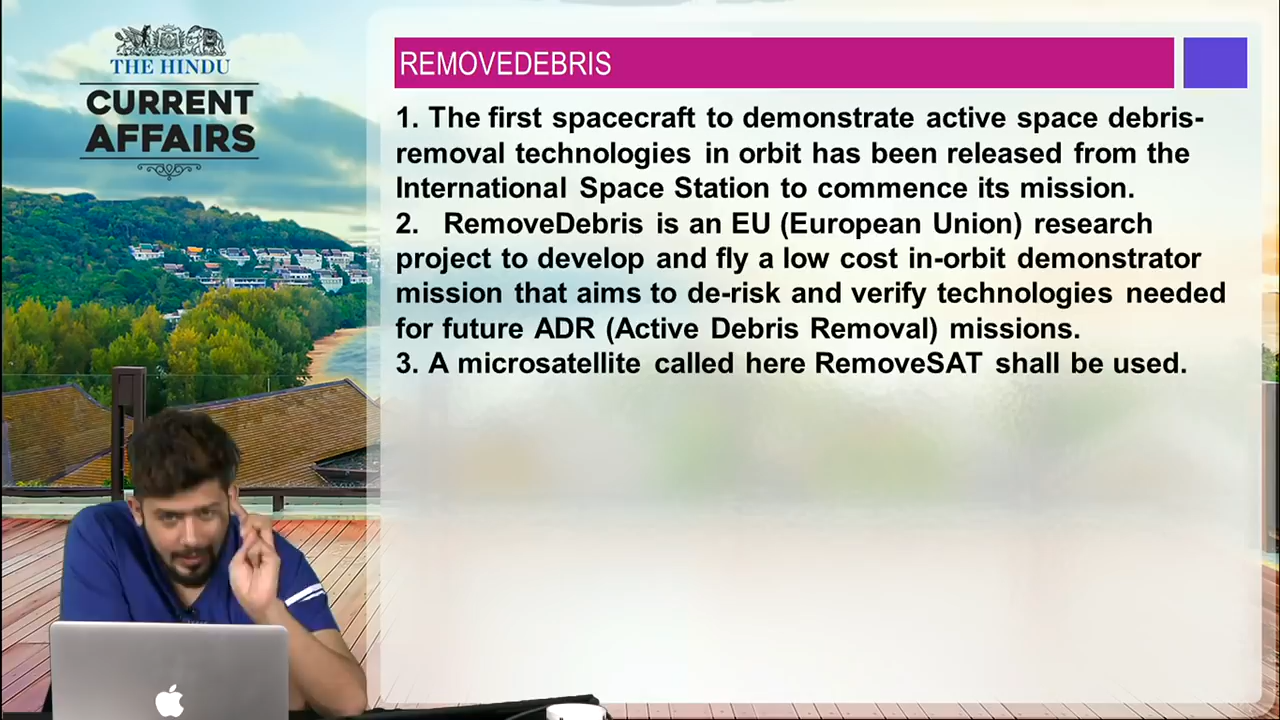 THE HINDU
CURRENT
AFFAIRS
REMOVEDEBRIS
1. The first spacecraft to demonstrate active space debris-
removal technologies in orbit has been released from the
International Space Station to commence its mission.
2. RemoveDebris is an EU (European Union) research
project to develop and fly a low cost in-orbit demonstrator
mission that aims to de-risk and verify technologies needed
for future ADR (Active Debris Removal) missions.
3. A microsatellite called here RemoveSAT shall be used.